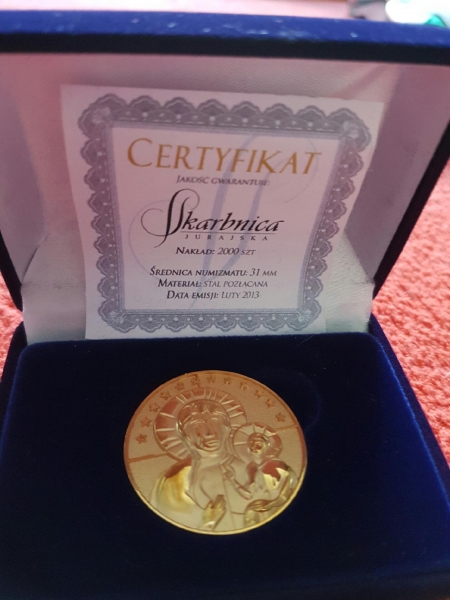 CERTYFIKAT
JAKOŚĆ GWARANTUJE:
Skarbnica
JURAJSKA
NAKŁAD: 2000 SZT
ŚREDNICA NUMIZMATU: 31 MM
MATERIAŁ: STAL POZŁACANA
DATA EMISJI: LUTY 2013